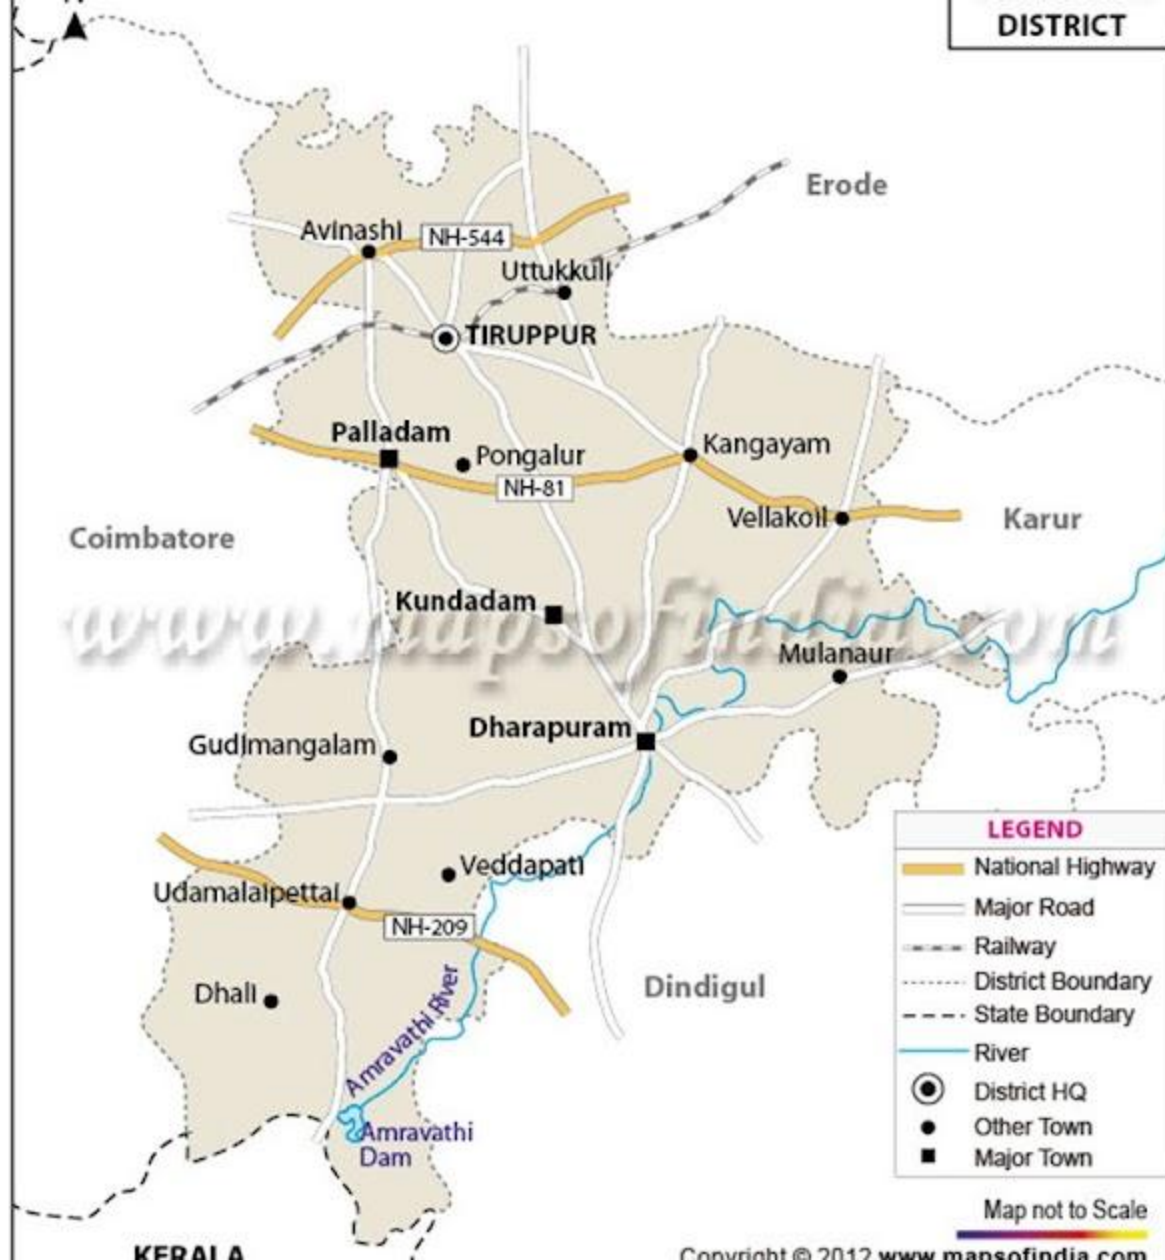 DISTRICT
Erode
Avinashi
NH-544
Uttukkuli
TIRUPPUR
Palladam
Pongalur
Kangayam
NH-81
Vellakoil
Karur
Coimbatore
Kundadam
www.mapsofindia.com
Mulanaur
Dharapuram
Gudimangalam
LEGEND
National Highway
Major Road
Railway
District Boundary
State Boundary
River
District HQ
Other Town
Major Town
Veddapati
Udamalaipettai
NH-209
Dhali
Dindigul
Amravathi River
Amravathi
Dam
Map not to Scale
KERALA
Copyright © 2012 www.mapsofindia.com